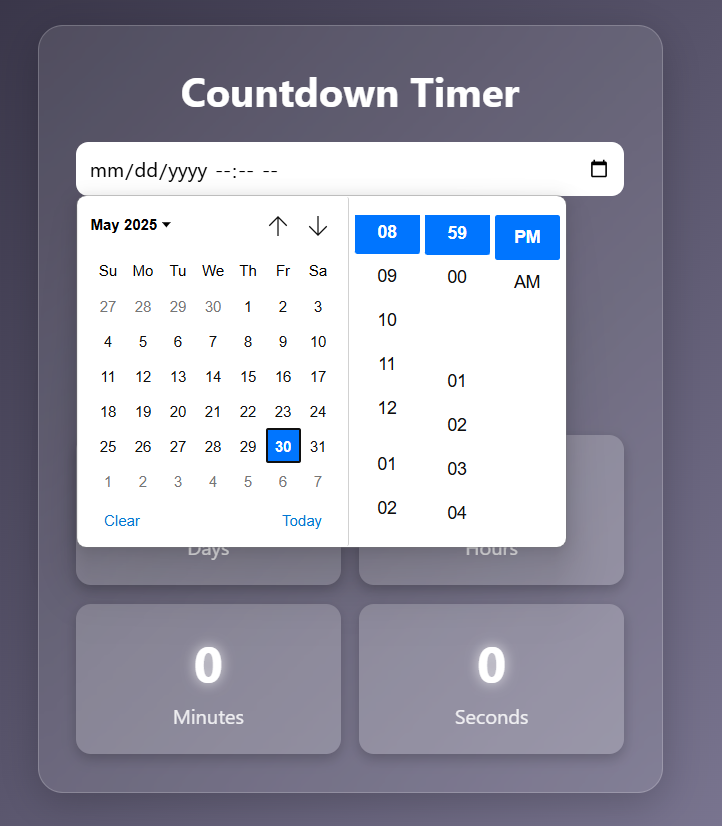 Countdown Timer
mm/dd/yyyy --:-- --
May 2025
Su Mo Tu We Th Fr Sa
27 28 29 30 1 2 3
4 5 6 7 8 9 10
11 12 13 14 15 16 17
18 19 20 21 22 23 24
25 26 27 28 29 30 31
1 2 3 4 5 6 7
Clear Today
08 59 PM
09 00 AM
10
11 01
12 02
01 03
02 04
Days Hours
0 0
Minutes Seconds